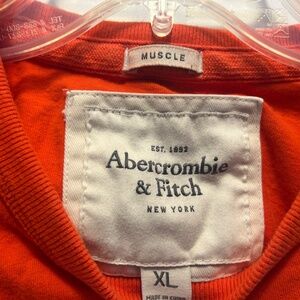 MUSCLE
EST. 1892
Abercrombie
& Fitch
NEW YORK
XL
MADE IN CHINA